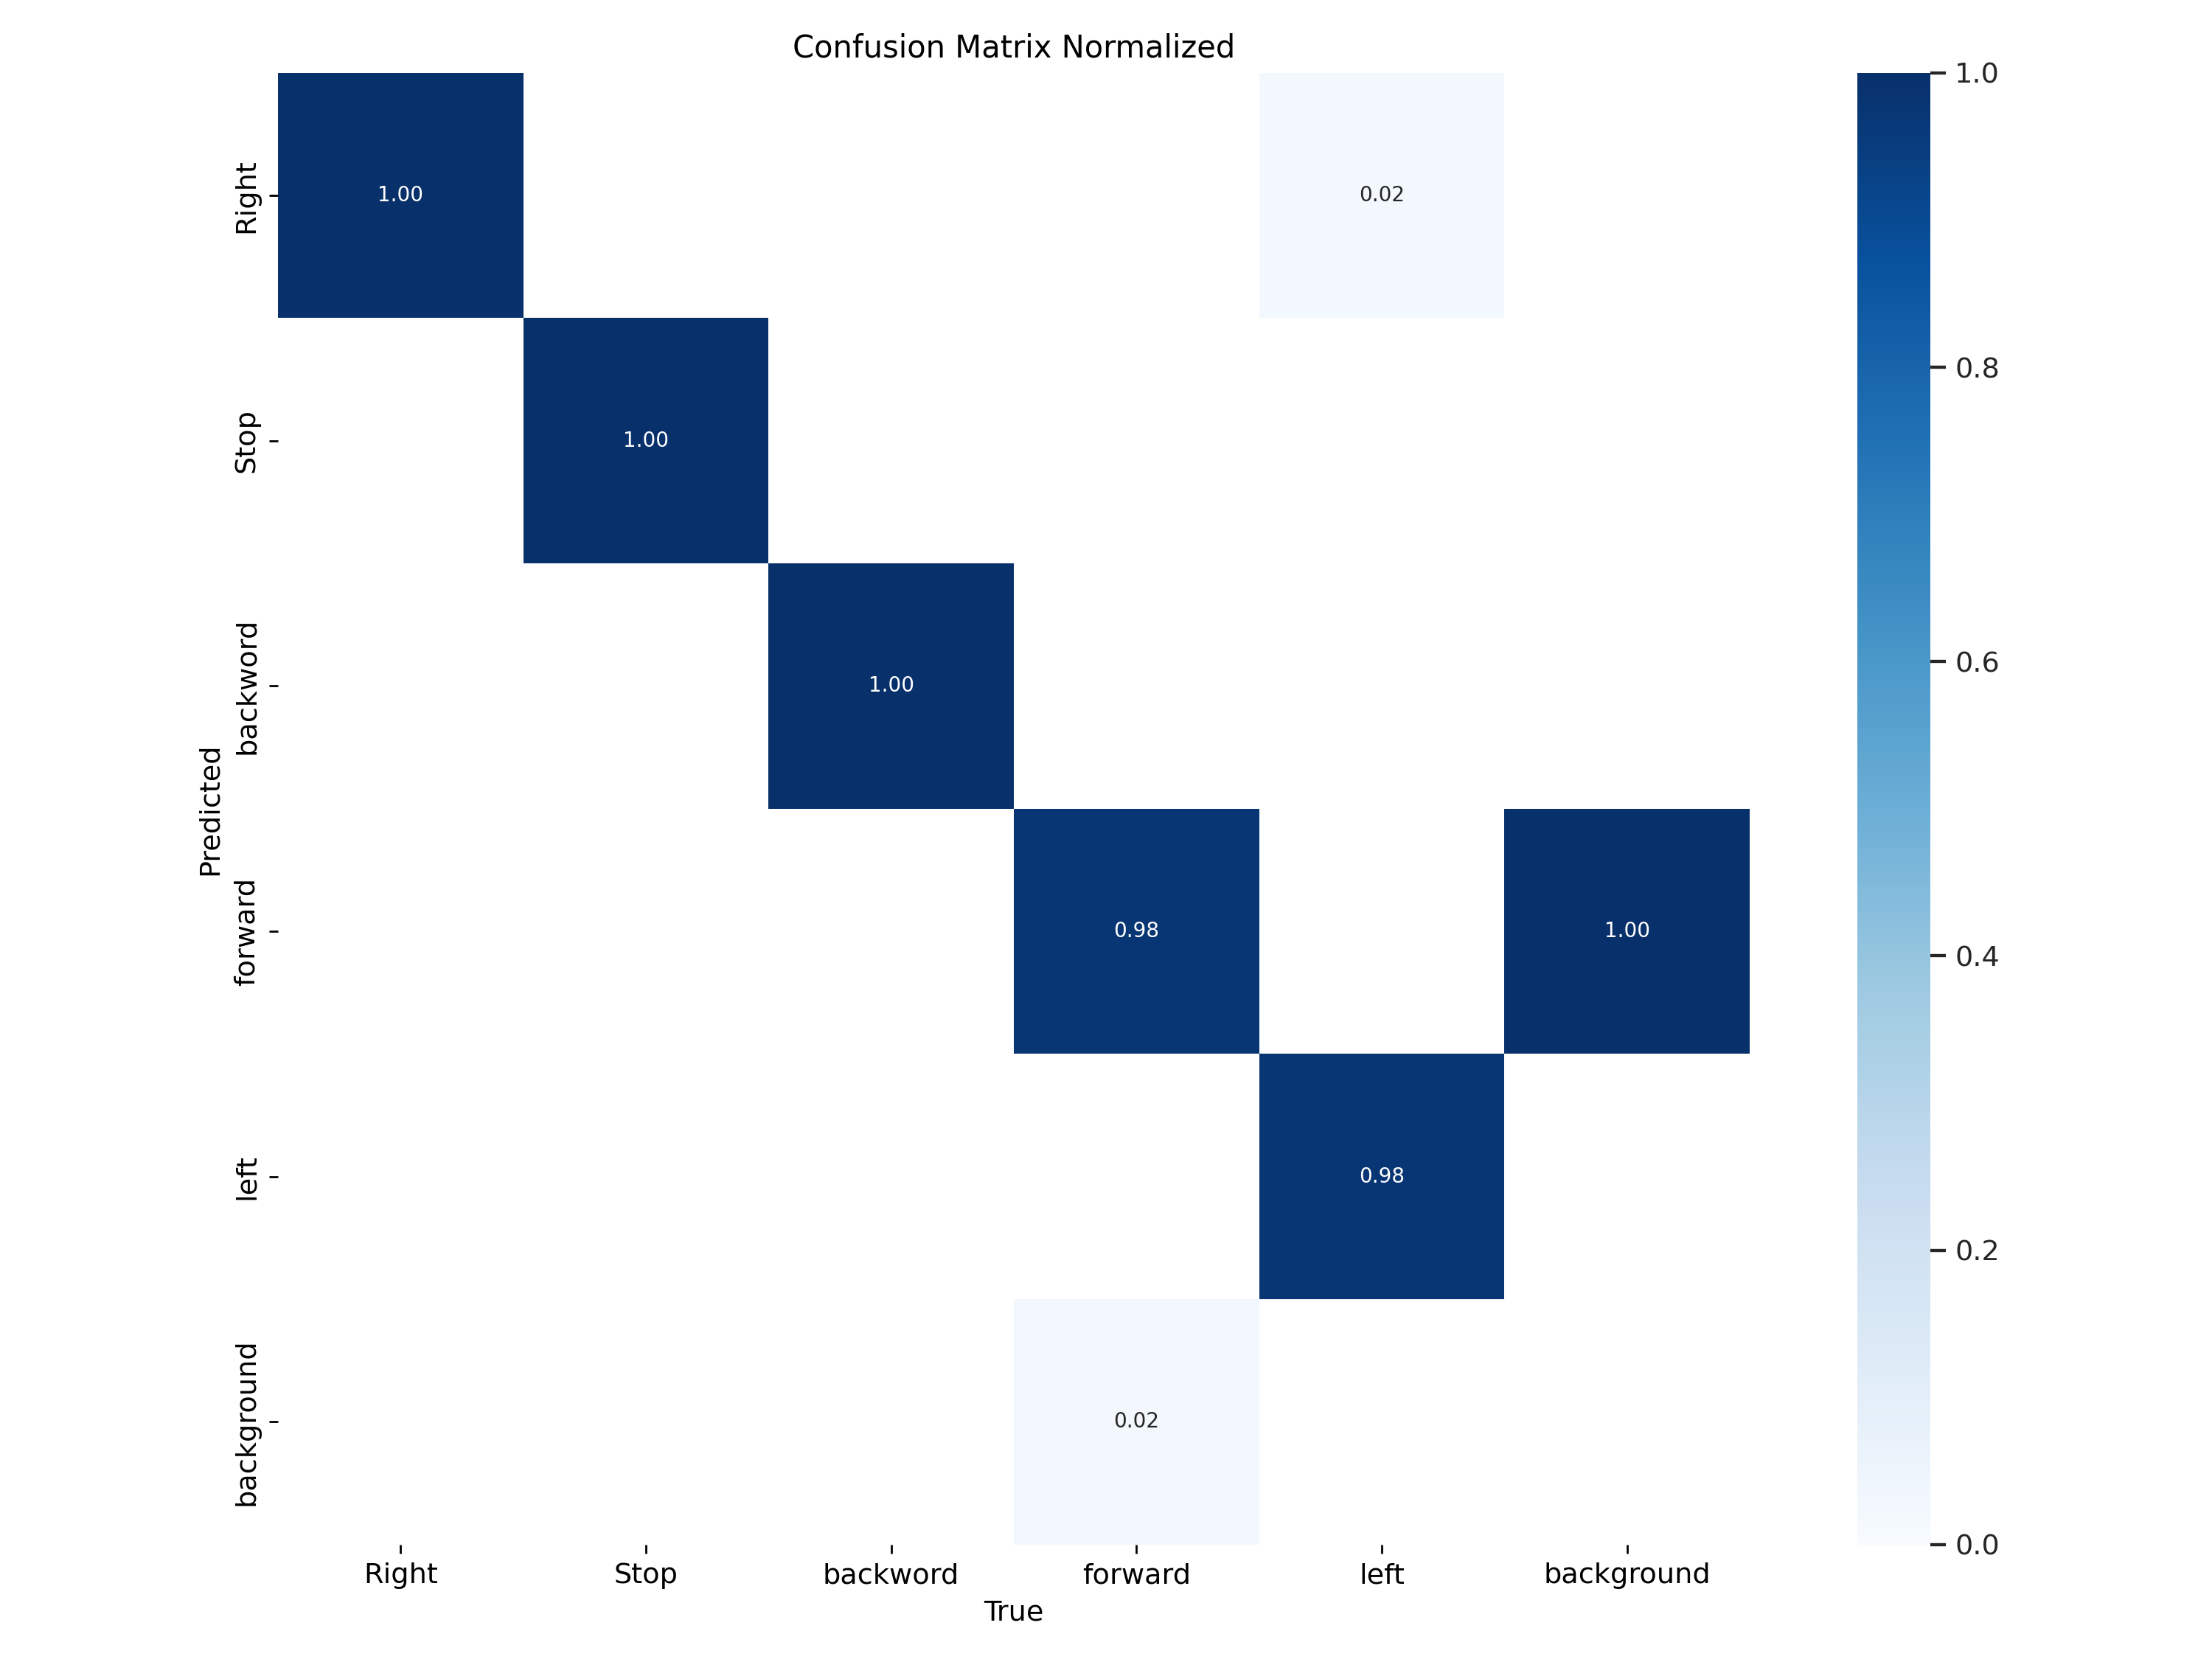 Confusion Matrix Normalized
1.0
Right
1.00
0.02
0.8
Stop
1.00
backword
1.00
0.6
Predicted
forward
0.98
1.00
0.4
left
0.98
0.2
background
0.02
0.0
Right Stop backword forward left background
True